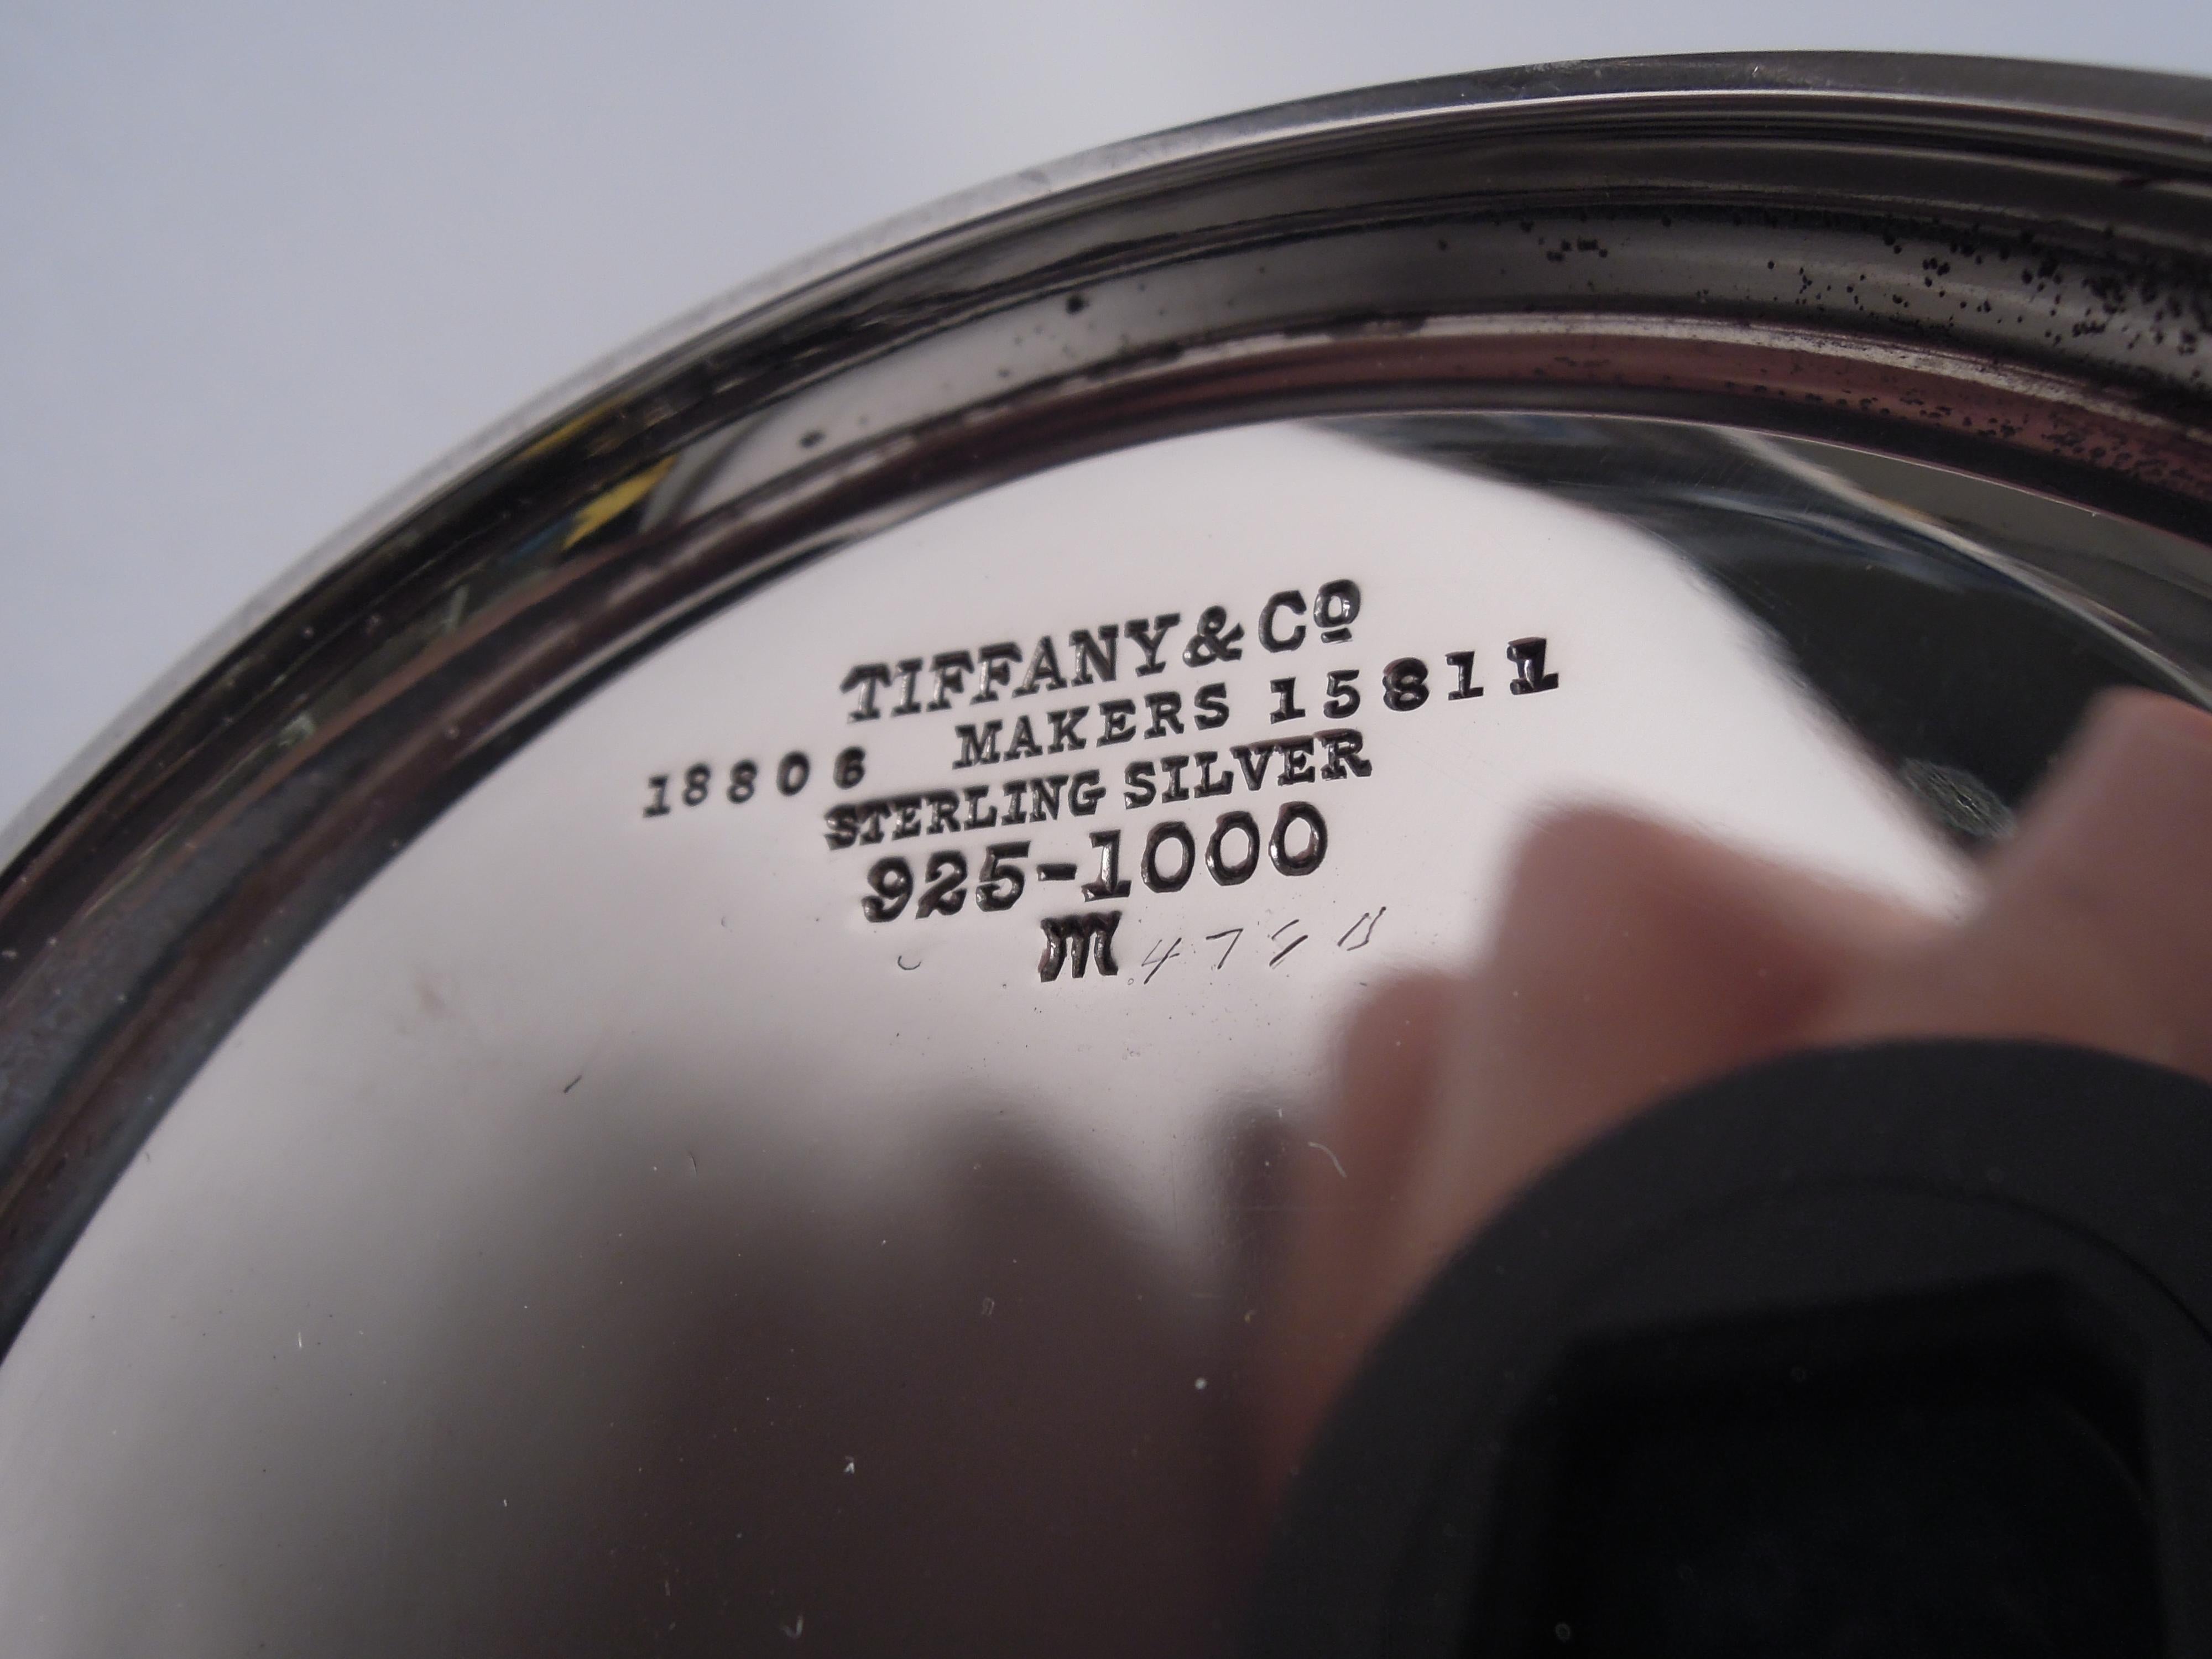 TIFFANY & Cº
18806 MAKERS 15811
STERLING SILVER
925-1000
m